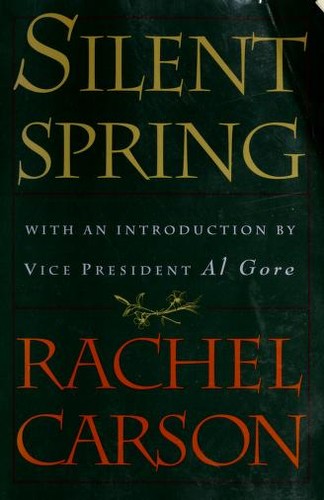 SILENT
SPRING
WITH AN INTRODUCTION BY
VICE PRESIDENT Al Gore
RACHEL
CARSON